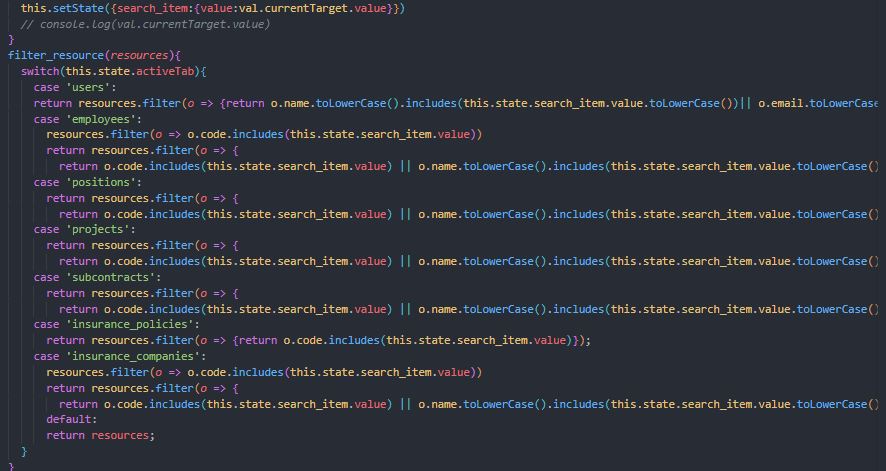 this.setState({search_item:{value:val.currentTarget.value}})
// console.log(val.currentTarget.value)
}
filter_resource(resources){
switch(this.state.activeTab){
case 'users':
return resources.filter(o => {return o.name.toLowerCase().includes(this.state.search_item.value.toLowerCase())|| o.email.toLowerCase
case 'employees':
resources.filter(o => o.code.includes(this.state.search_item.value))
return resources.filter(o => {
return o.code.includes(this.state.search_item.value) || o.name.toLowerCase().includes(this.state.search_item.value.toLowerCase()
case 'positions':
return resources.filter(o => {
return o.code.includes(this.state.search_item.value) || o.name.toLowerCase().includes(this.state.search_item.value.toLowerCase()
case 'projects':
return resources.filter(o => {
return o.code.includes(this.state.search_item.value) || o.name.toLowerCase().includes(this.state.search_item.value.toLowerCase()
case 'subcontracts':
return resources.filter(o => {
return o.code.includes(this.state.search_item.value) || o.name.toLowerCase().includes(this.state.search_item.value.toLowerCase()
case 'insurance_policies':
return resources.filter(o => {return o.code.includes(this.state.search_item.value)});
case 'insurance_companies':
resources.filter(o => o.code.includes(this.state.search_item.value))
return resources.filter(o => {
return o.code.includes(this.state.search_item.value) || o.name.toLowerCase().includes(this.state.search_item.value.toLowerCase()
default:
return resources;
}
}